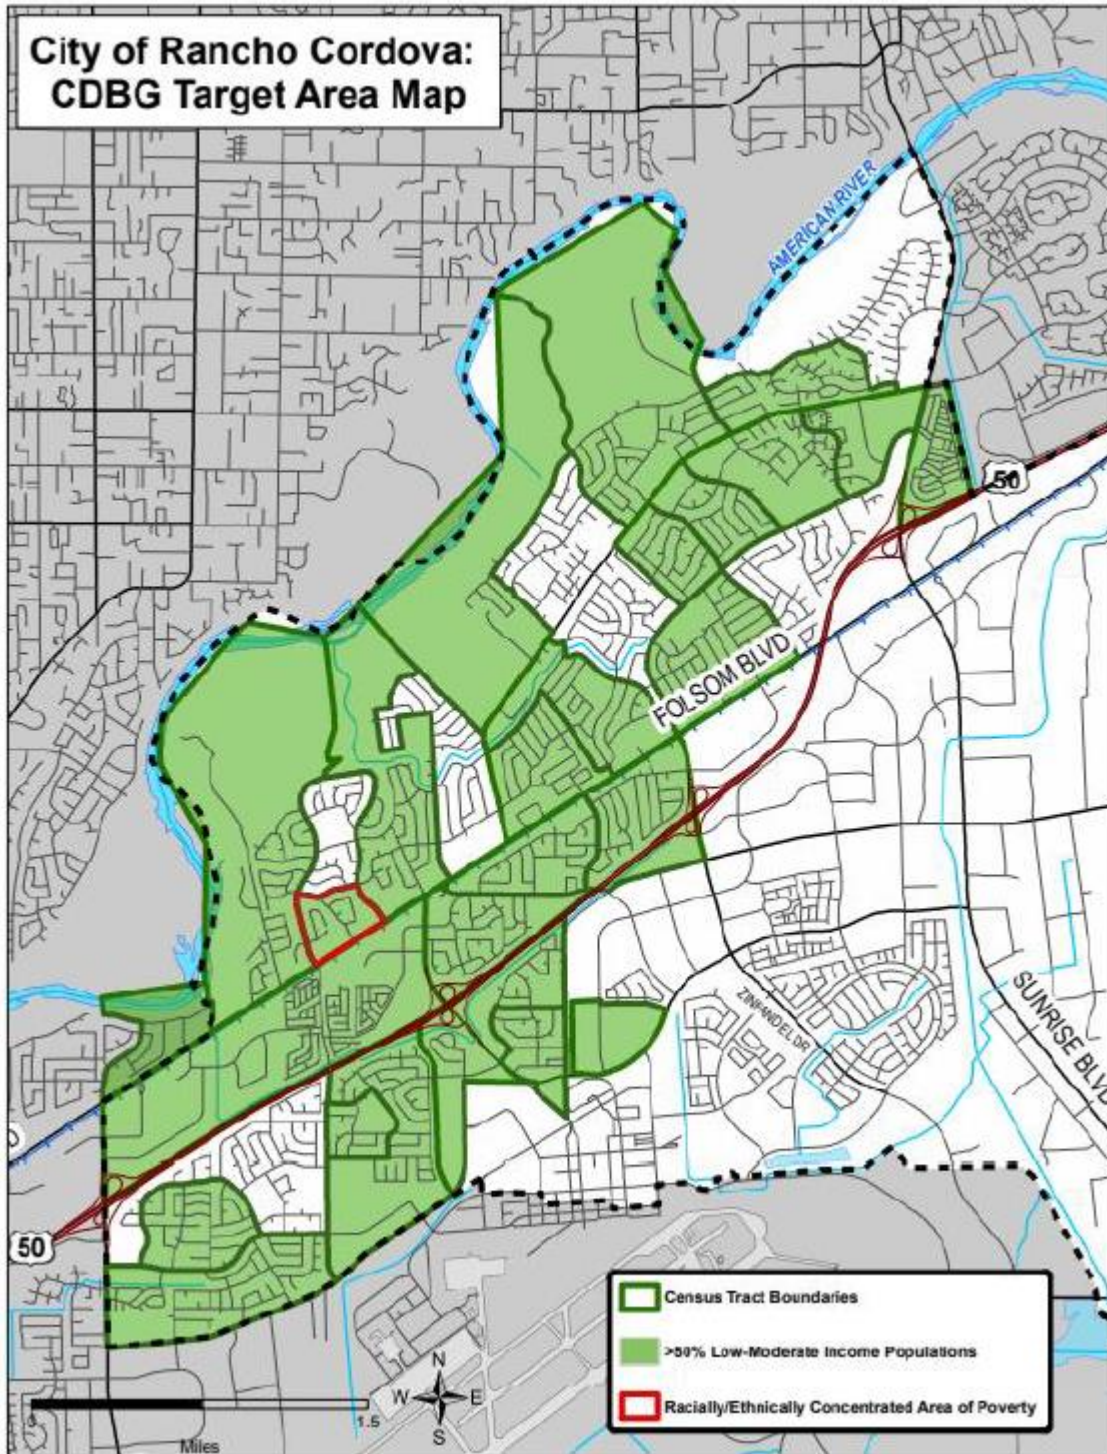 City of Rancho Cordova:
CDBG Target Area Map
AMERICAN RIVER
50
FOLSOM BLVD
ZINFANDEL DR
SUNRISE BLVD
50
Census Tract Boundaries
>50% Low-Moderate Income Populations
Racially/Ethnically Concentrated Area of Poverty
N
W E
S
0 1.5
Miles